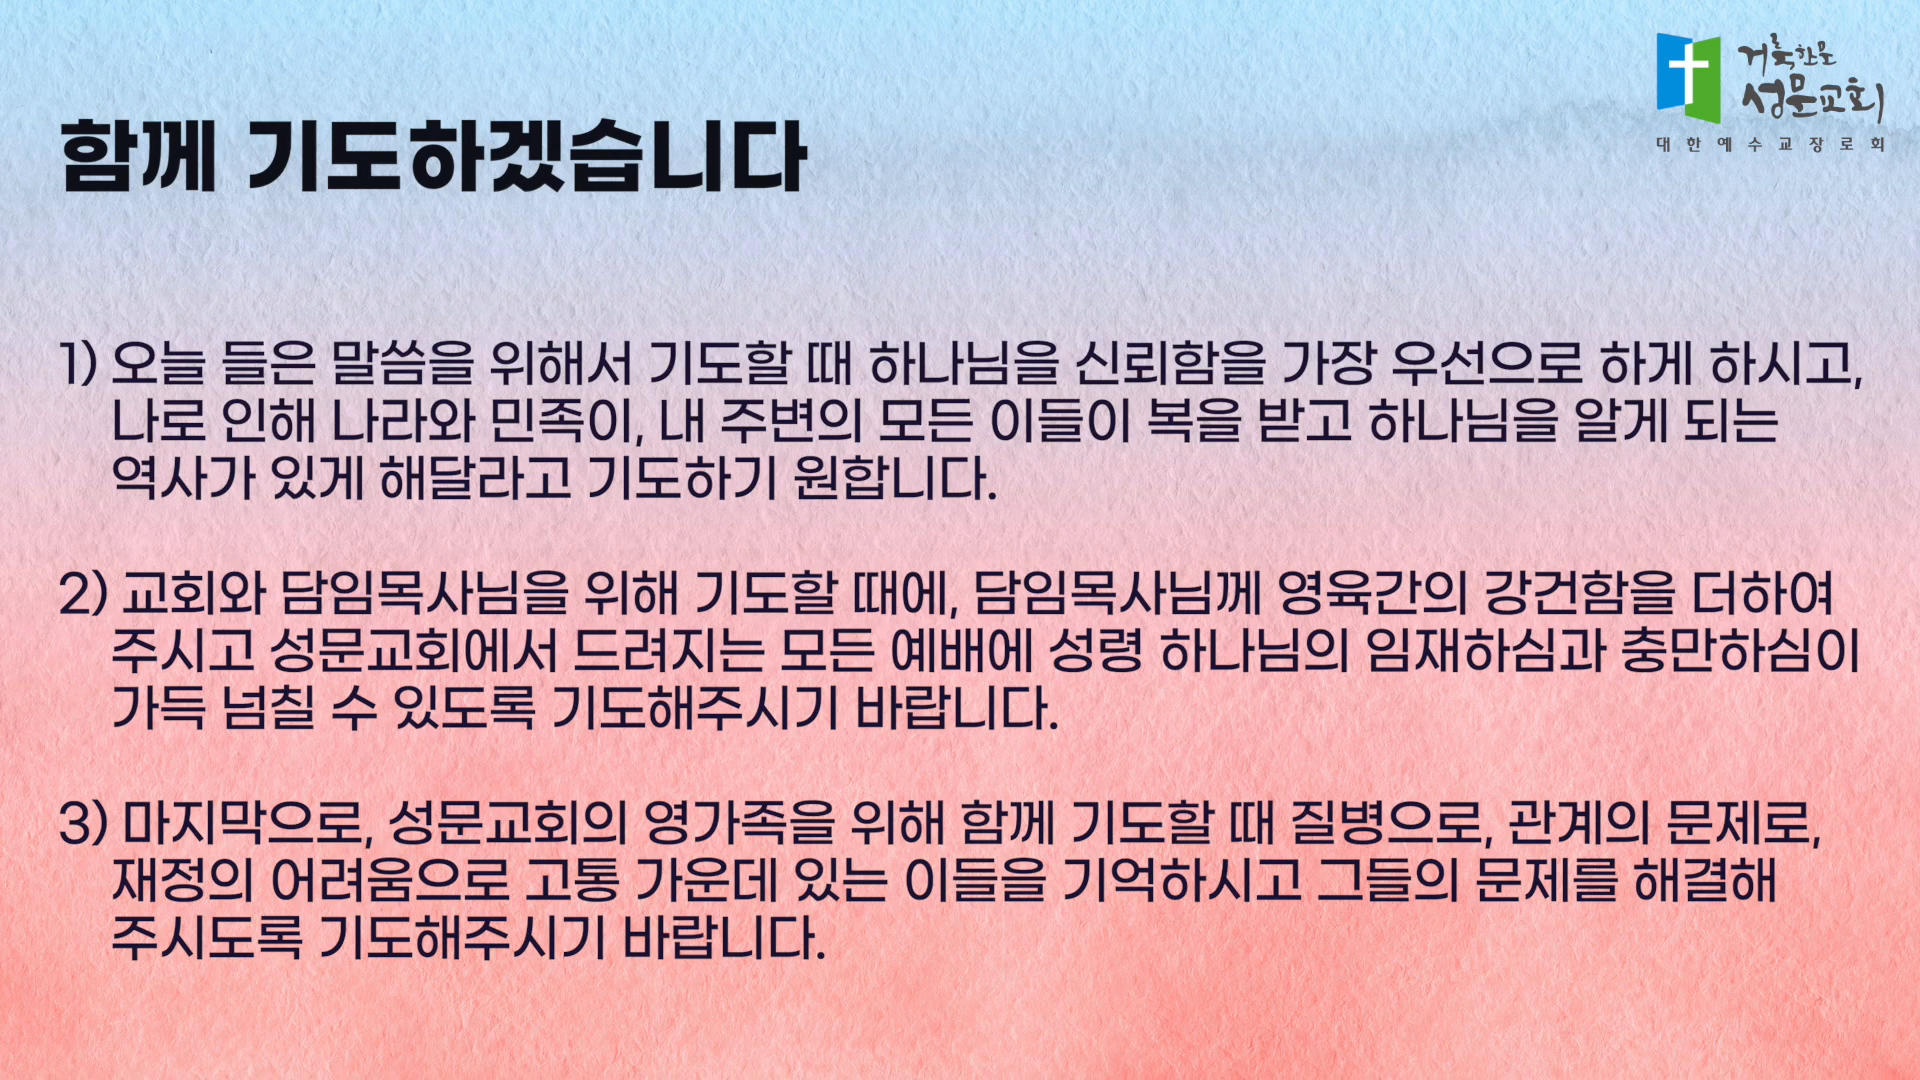 거룩한문
성문교회
대한예수교장로회
함께 기도하겠습니다
1) 오늘 들은 말씀을 위해서 기도할 때 하나님을 신뢰함을 가장 우선으로 하게 하시고,
나로 인해 나라와 민족이, 내 주변의 모든 이들이 복을 받고 하나님을 알게 되는
역사가 있게 해달라고 기도하기 원합니다.
2) 교회와 담임목사님을 위해 기도할 때에, 담임목사님께 영육간의 강건함을 더하여
주시고 성문교회에서 드려지는 모든 예배에 성령 하나님의 임재하심과 충만하심이
가득 넘칠 수 있도록 기도해주시기 바랍니다.
3) 마지막으로, 성문교회의 영가족을 위해 함께 기도할 때 질병으로, 관계의 문제로,
재정의 어려움으로 고통 가운데 있는 이들을 기억하시고 그들의 문제를 해결해
주시도록 기도해주시기 바랍니다.